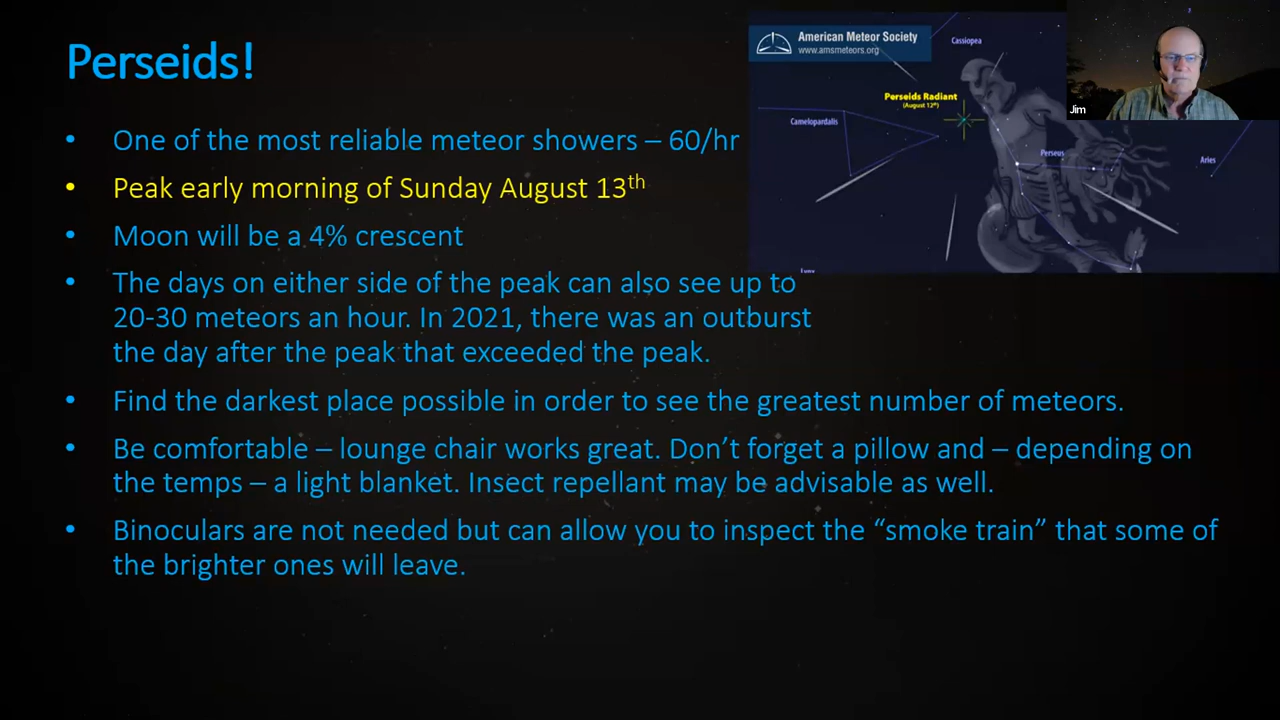 Perseids!
• One of the most reliable meteor showers – 60/hr
• Peak early morning of Sunday August 13th
• Moon will be a 4% crescent
• The days on either side of the peak can also see up to
20-30 meteors an hour. In 2021, there was an outburst
the day after the peak that exceeded the peak.
• Find the darkest place possible in order to see the greatest number of meteors.
• Be comfortable – lounge chair works great. Don’t forget a pillow and – depending on
the temps – a light blanket. Insect repellant may be advisable as well.
• Binoculars are not needed but can allow you to inspect the “smoke train” that some of
the brighter ones will leave.
American Meteor Society
www.amsmeteors.org
Cassiopea
Perseids Radiant
(August 12th)
Camelopardalis
Perseus
Aries
Jim